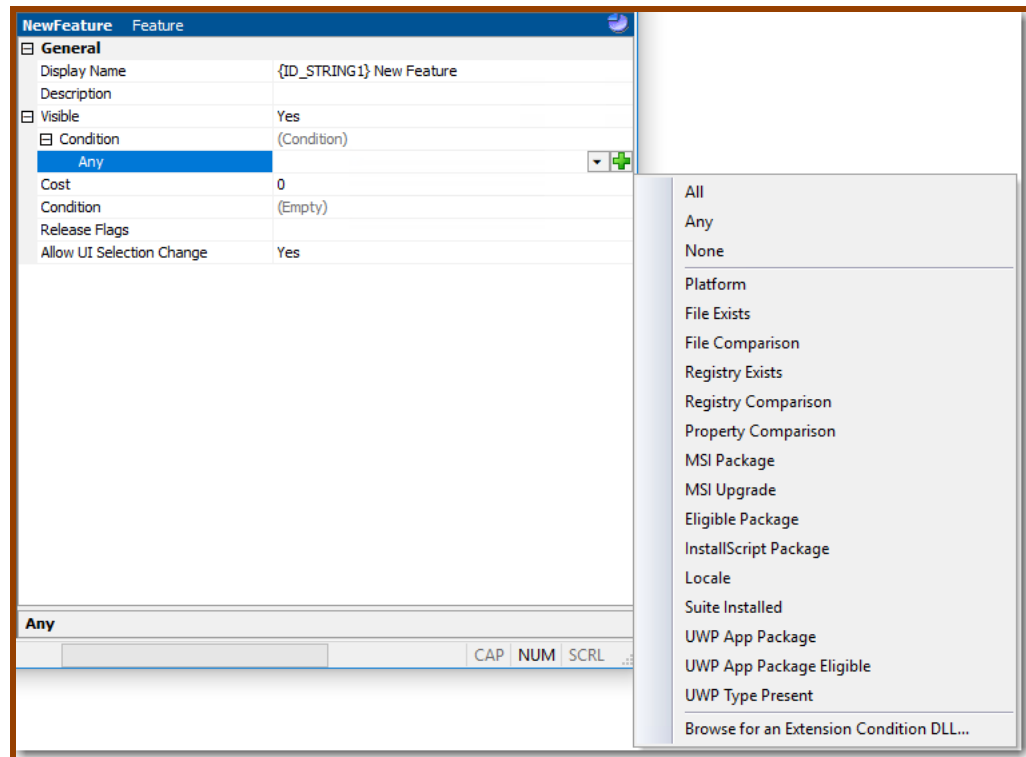 NewFeature Feature
General
Display Name {ID_STRING1} New Feature
Description
Visible Yes
Condition (Condition)
Any
Cost 0
Condition (Empty)
Release Flags
Allow UI Selection Change Yes
Any
CAP NUM SCRL
All
Any
None
Platform
File Exists
File Comparison
Registry Exists
Registry Comparison
Property Comparison
MSI Package
MSI Upgrade
Eligible Package
InstallScript Package
Locale
Suite Installed
UWP App Package
UWP App Package Eligible
UWP Type Present
Browse for an Extension Condition DLL...